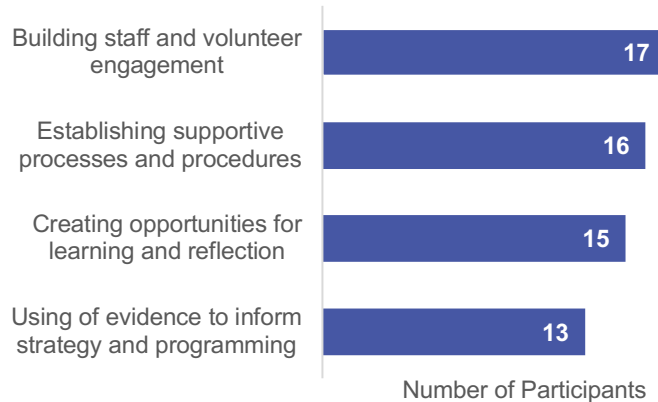 Building staff and volunteer
engagement
17
Establishing supportive
processes and procedures
16
Creating opportunities for
learning and reflection
15
Using of evidence to inform
strategy and programming
13
Number of Participants